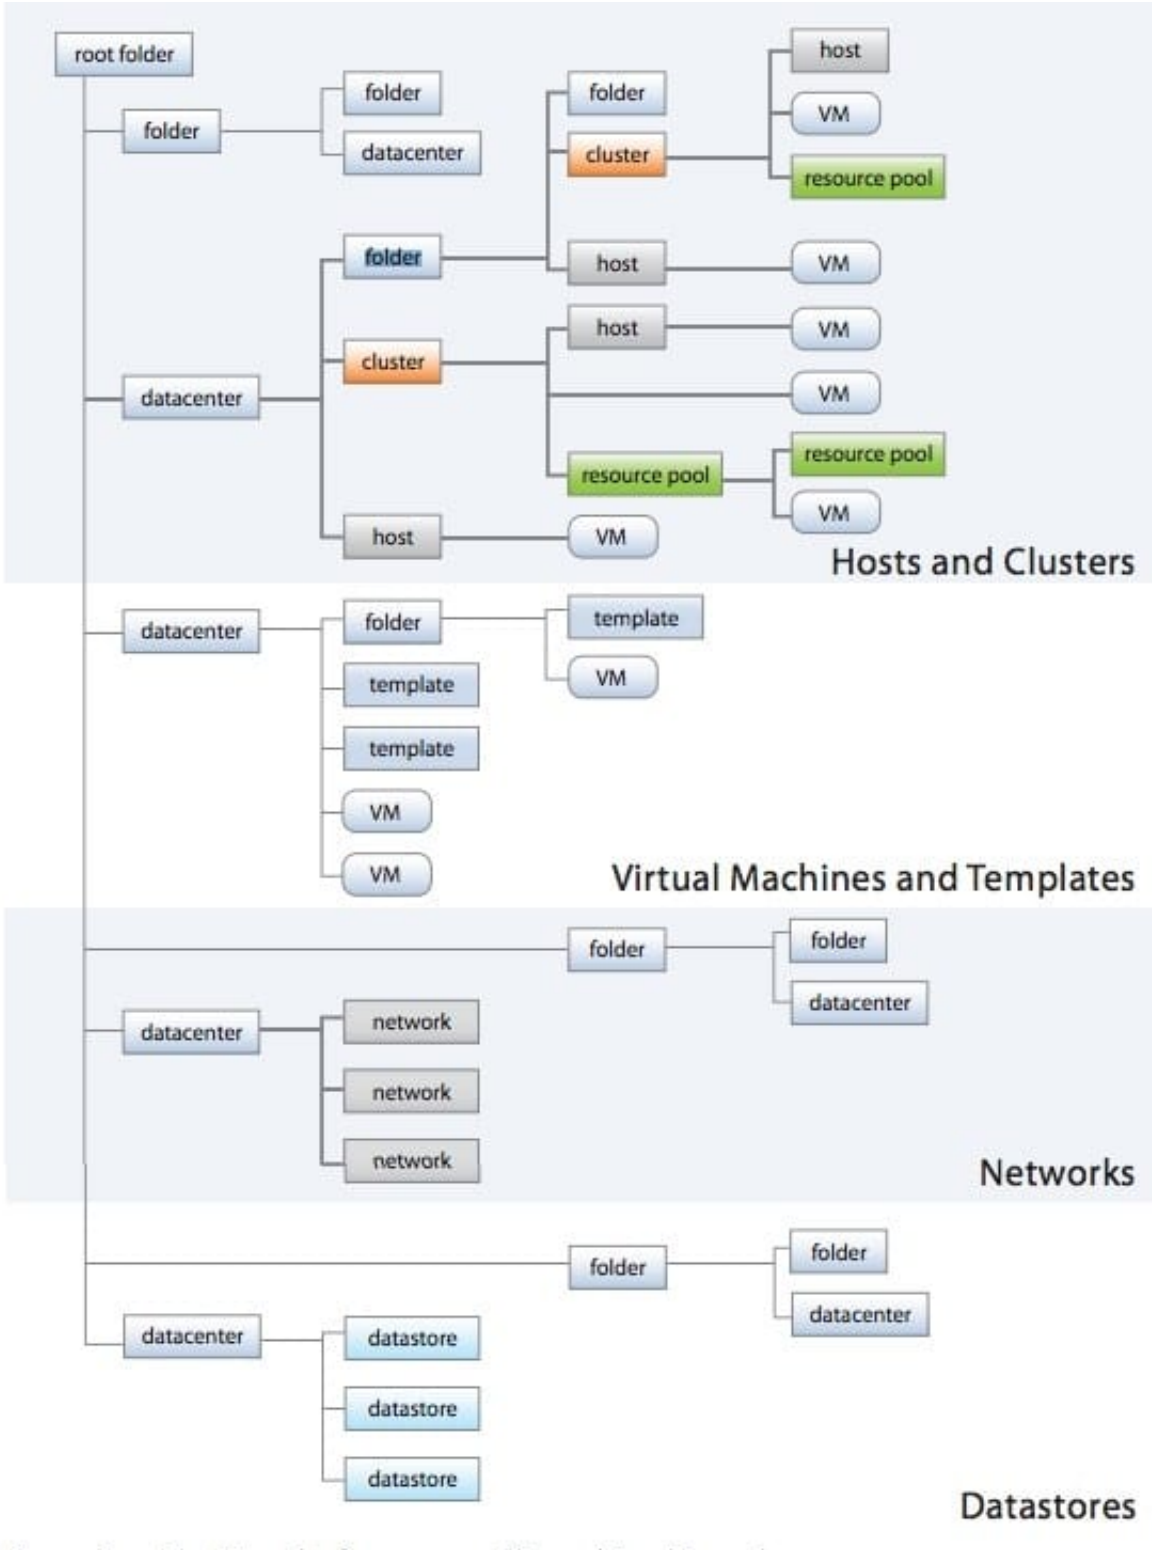 root folder
folder
folder
datacenter
datacenter
folder
folder
cluster
host
VM
resource pool
host
VM
cluster
host
VM
VM
resource pool
resource pool
VM
host
VM
Hosts and Clusters
datacenter
folder
template
VM
template
template
VM
VM
Virtual Machines and Templates
folder
folder
datacenter
datacenter
network
network
network
Networks
folder
folder
datacenter
datacenter
datastore
datastore
datastore
Datastores